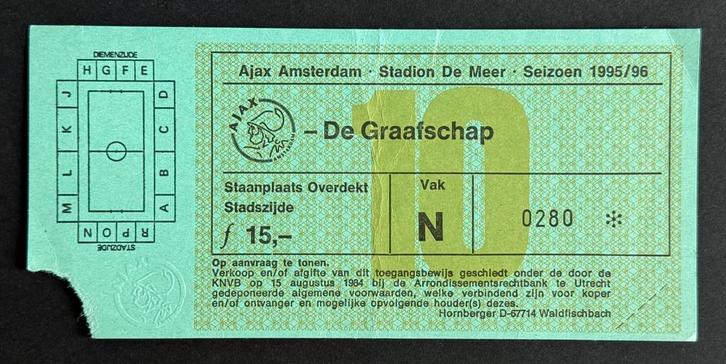 DIEMENZIJDE
H G F E
J D
K C
L B
M A
N O P R
STADZIJDE
Ajax Amsterdam · Stadion De Meer · Seizoen 1995/96
AJAX
AMSTERDAM
– De Graafschap
10
Staanplaats Overdekt
Stadszijde
ƒ 15,–
Vak
N
0280 *
Op aanvraag te tonen.
Verkoop en/of afgifte van dit toegangsbewijs geschiedt onder de door de
KNVB op 15 augustus 1984 bij de Arrondissementsrechtbank te Utrecht
gedeponeerde algemene voorwaarden, welke verbindend zijn voor koper
en/of ontvanger en mogelijke opvolgende houder(s) dezes.
Hornberger D-67714 Waldfischbach